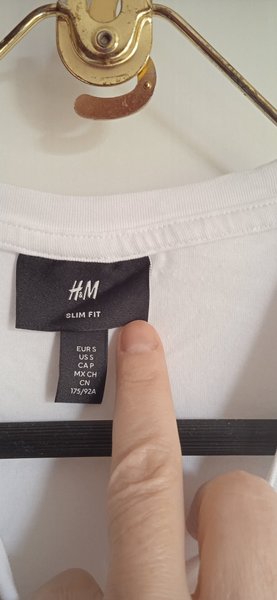 H&M
SLIM FIT
EUR S
US S
CA P
MX CH
CN
175/92A